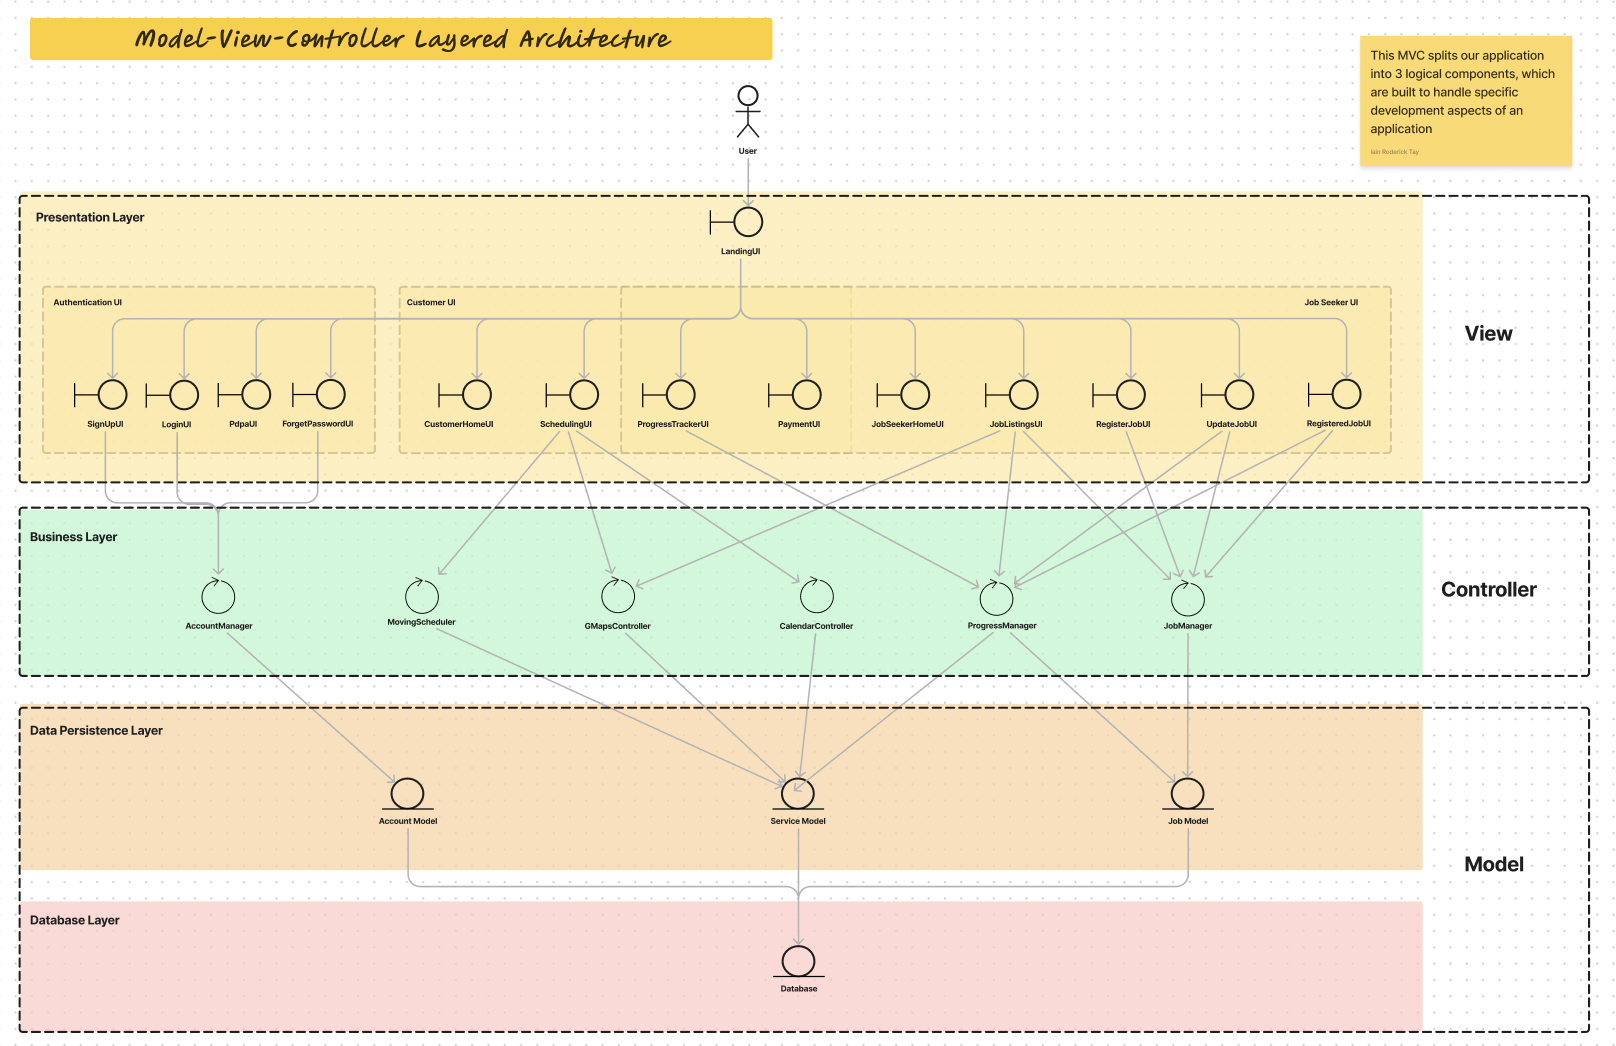 Model-View-Controller Layered Architecture
This MVC splits our application
into 3 logical components, which
are built to handle specific
development aspects of an
application
Iain Roderick Tay
User
Presentation Layer
LandingUI
Authentication UI
Customer UI
Job Seeker UI
View
SignUpUI
LoginUI
PdpaUI
ForgetPasswordUI
CustomerHomeUI
SchedulingUI
ProgressTrackerUI
PaymentUI
JobSeekerHomeUI
JobListingsUI
RegisterJobUI
UpdateJobUI
RegisteredJobUI
Business Layer
Controller
AccountManager
MovingScheduler
GMapsController
CalendarController
ProgressManager
JobManager
Data Persistence Layer
Account Model
Service Model
Job Model
Model
Database Layer
Database